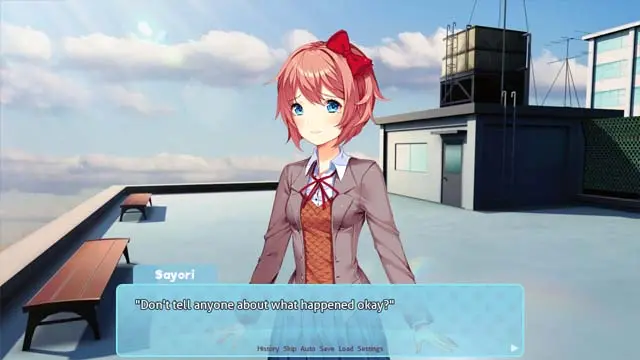 Sayori
"Don't tell anyone about what happened okay?"
History Skip Auto Save Load Settings